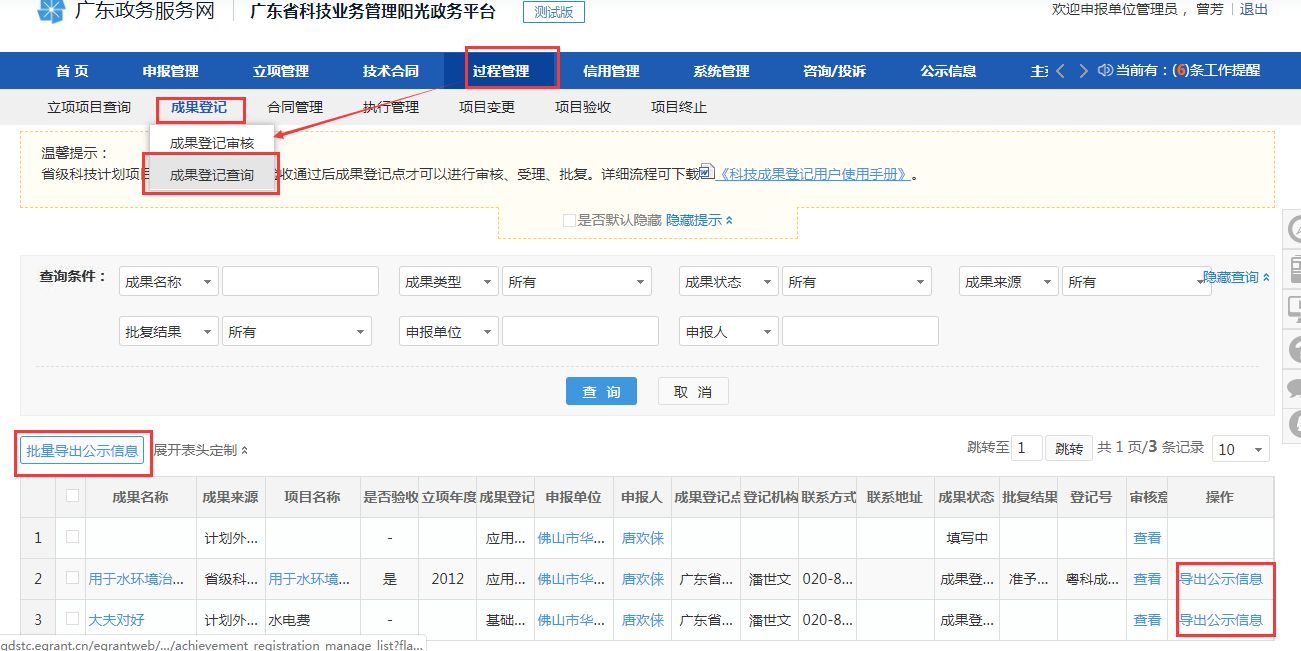 广东政务服务网 广东省科技业务管理阳光政务平台 测试版 欢迎申报单位管理员， 曾芳 退出
首 页 申报管理 立项管理 技术合同 过程管理 信用管理 系统管理 咨询/投诉 公示信息 当前有：(6)条工作提醒
立项项目查询 成果登记 合同管理 执行管理 项目变更 项目验收 项目终止
成果登记审核
温馨提示：
省级科技计划项目 成果登记查询 收通过后成果登记点才可以进行审核、受理、批复。详细流程可下载《科技成果登记用户使用手册》。
是否默认隐藏 隐藏提示
查询条件： 成果名称 成果类型 所有 成果状态 所有 成果来源 所有 隐藏查询
批复结果 所有 申报单位 申报人
查 询 取 消
批量导出公示信息 展开表头定制 跳转至 1 跳转 共 1 页/3 条记录 10
成果名称 成果来源 项目名称 是否验收 立项年度 成果登记 申报单位 申报人 成果登记点 登记机构 联系方式 联系地址 成果状态 批复结果 登记号 审核意 操作
1 计划外... - 应用... 佛山市华... 唐欢俫 填写中 查看
2 用于水环境治... 省级科... 用于水环境... 是 2012 应用... 佛山市华... 唐欢俫 广东省... 潘世文 020-8... 成果登... 准予... 粤科成... 查看 导出公示信息
3 大夫对好 计划外... 水电费 - 基础... 佛山市华... 唐欢俫 广东省... 潘世文 020-8... 成果登... 查看 导出公示信息
gdstc.egrant.cn/egrantweb/.../achievement_registration_manage_list?fla...